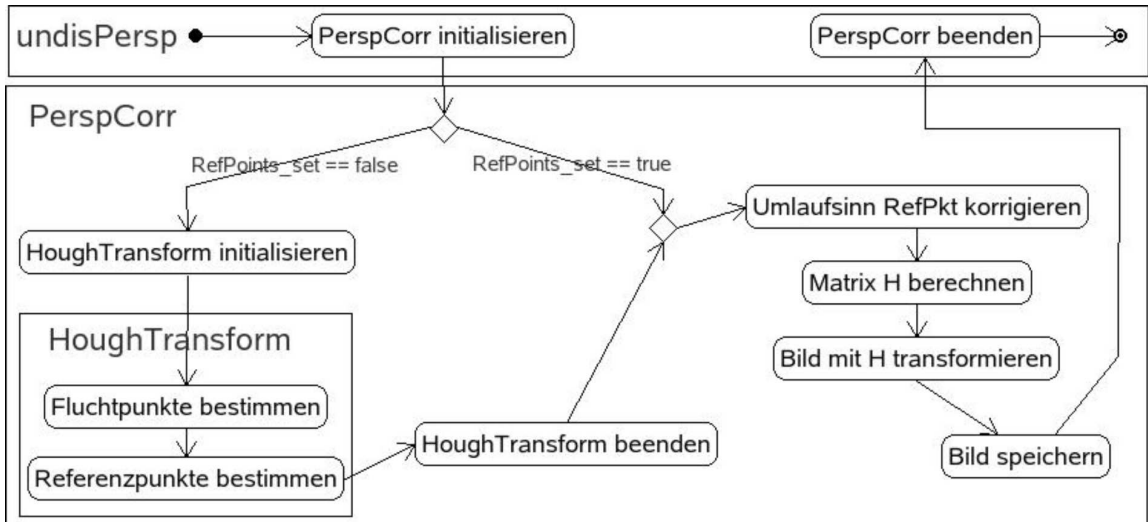 undisPersp
PerspCorr initialisieren
PerspCorr beenden
PerspCorr
RefPoints_set == false
RefPoints_set == true
Umlaufsinn RefPkt korrigieren
HoughTransform initialisieren
Matrix H berechnen
HoughTransform
Bild mit H transformieren
Fluchtpunkte bestimmen
HoughTransform beenden
Bild speichern
Referenzpunkte bestimmen